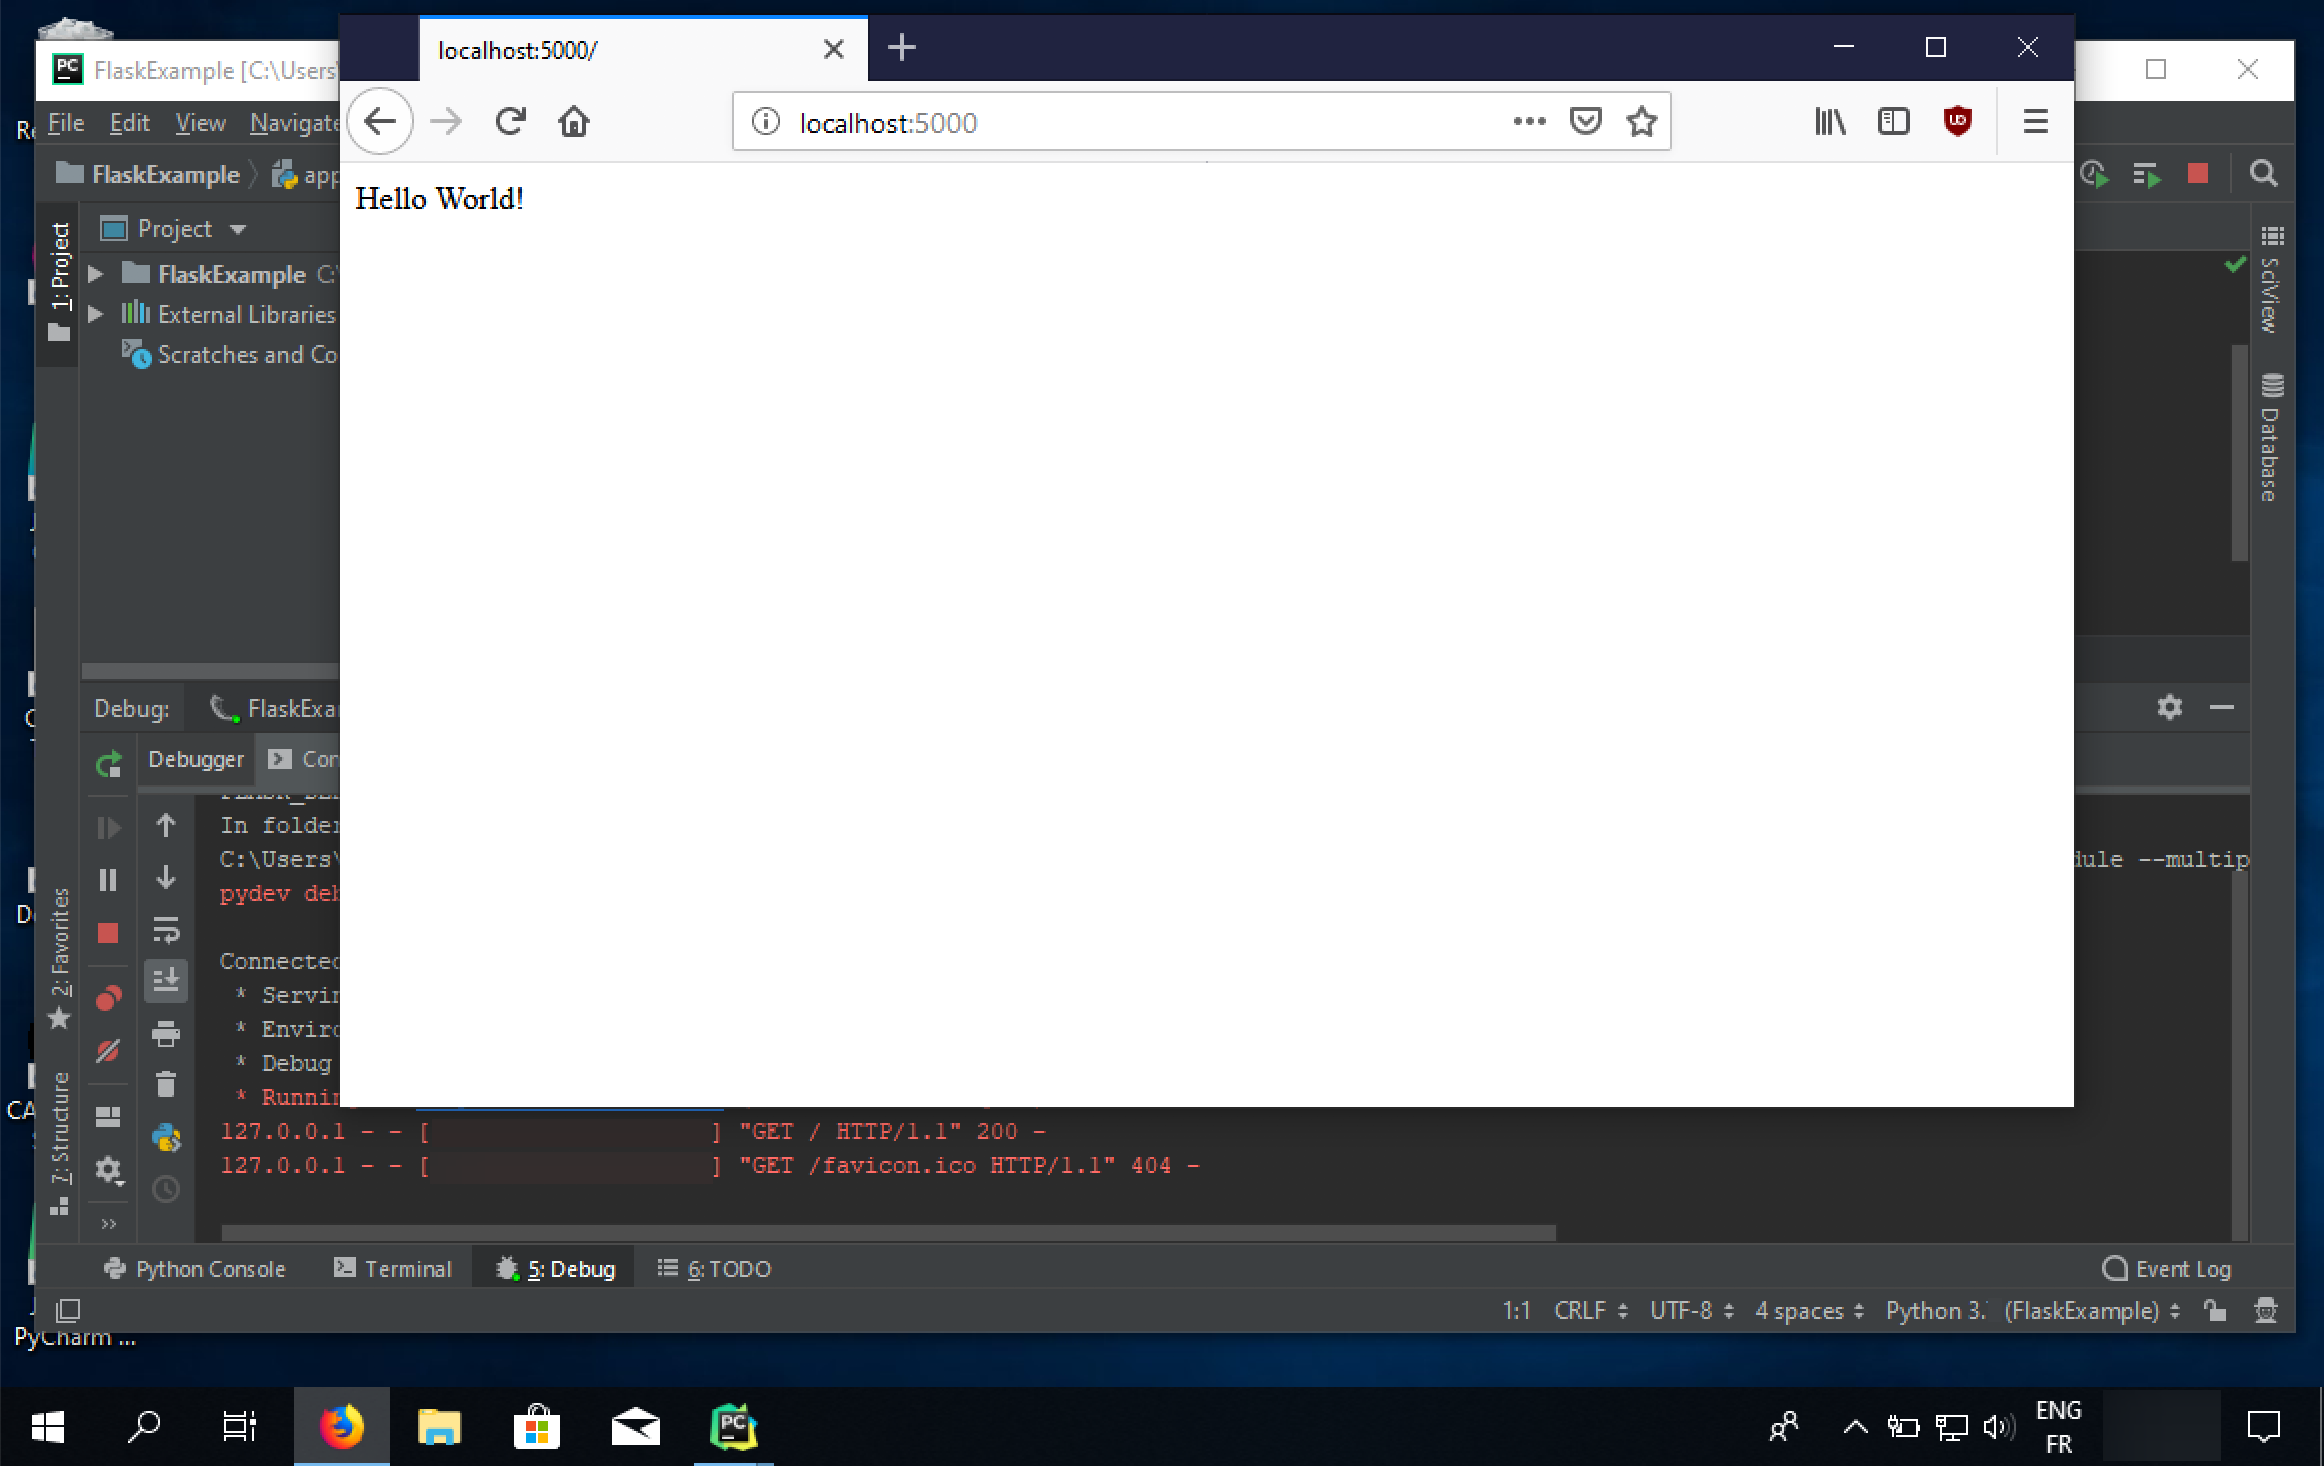 localhost:5000/
FlaskExample [C:\Users\
File Edit View Navigate
localhost:5000
FlaskExample app
Hello World!
1: Project
Project
FlaskExample C:\
External Libraries
Scratches and Co
SciView
Database
Debug: FlaskExa
Debugger Con
In folder
C:\Users\ dule --multip
pydev deb
Connected
* Servin
* Enviro
* Debug
* Runnin
127.0.0.1 - - [ ] "GET / HTTP/1.1" 200 -
127.0.0.1 - - [ ] "GET /favicon.ico HTTP/1.1" 404 -
2: Favorites
7: Structure
Python Console Terminal 5: Debug 6: TODO Event Log
1:1 CRLF UTF-8 4 spaces Python 3. (FlaskExample)
PyCharm ...
PC
ENG
FR